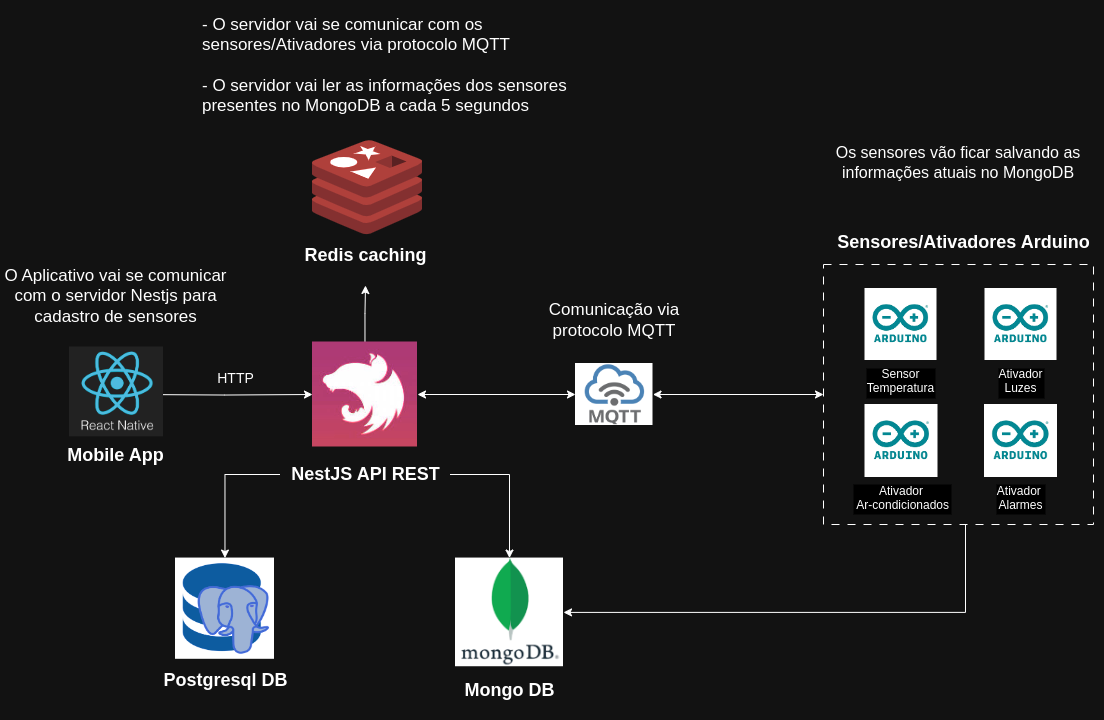 - O servidor vai se comunicar com os
sensores/Ativadores via protocolo MQTT
- O servidor vai ler as informações dos sensores
presentes no MongoDB a cada 5 segundos
Os sensores vão ficar salvando as
informações atuais no MongoDB
Redis caching
Sensores/Ativadores Arduino
O Aplicativo vai se comunicar
com o servidor Nestjs para
cadastro de sensores
Comunicação via
protocolo MQTT
HTTP
React Native
Mobile App
MQTT
ARDUINO
ARDUINO
Sensor
Temperatura
Ativador
Luzes
ARDUINO
ARDUINO
Ativador
Ar-condicionados
Ativador
Alarmes
NestJS API REST
mongoDB®
Postgresql DB
Mongo DB